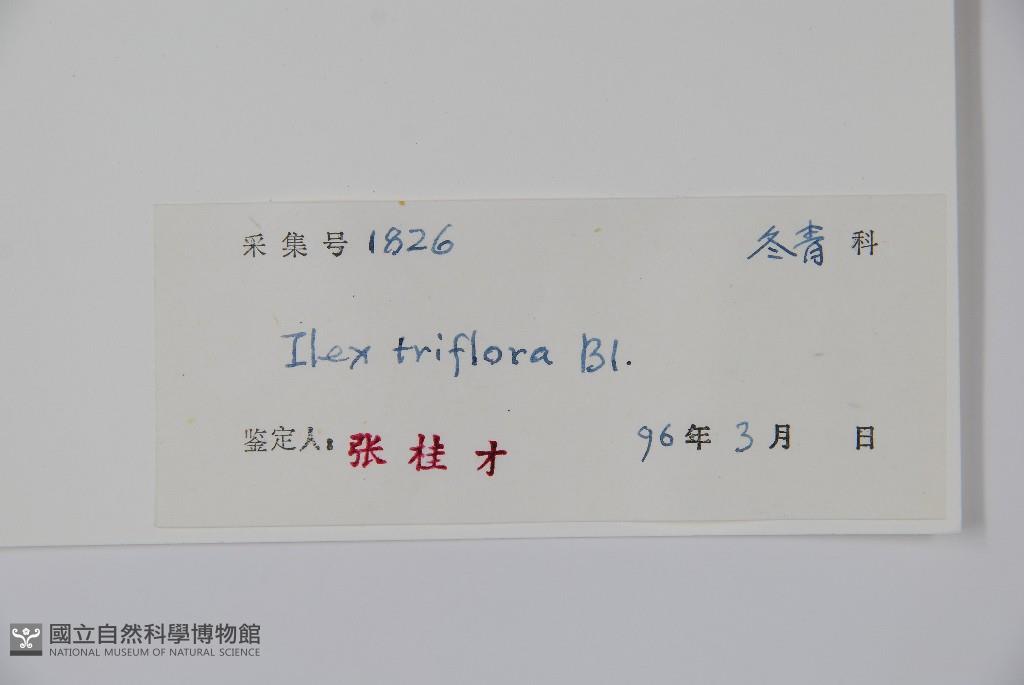 采集号 1826 冬青 科
Ilex triflora Bl.
鉴定人: 张桂才 96年 3月 日
國立自然科學博物館
NATIONAL MUSEUM OF NATURAL SCIENCE